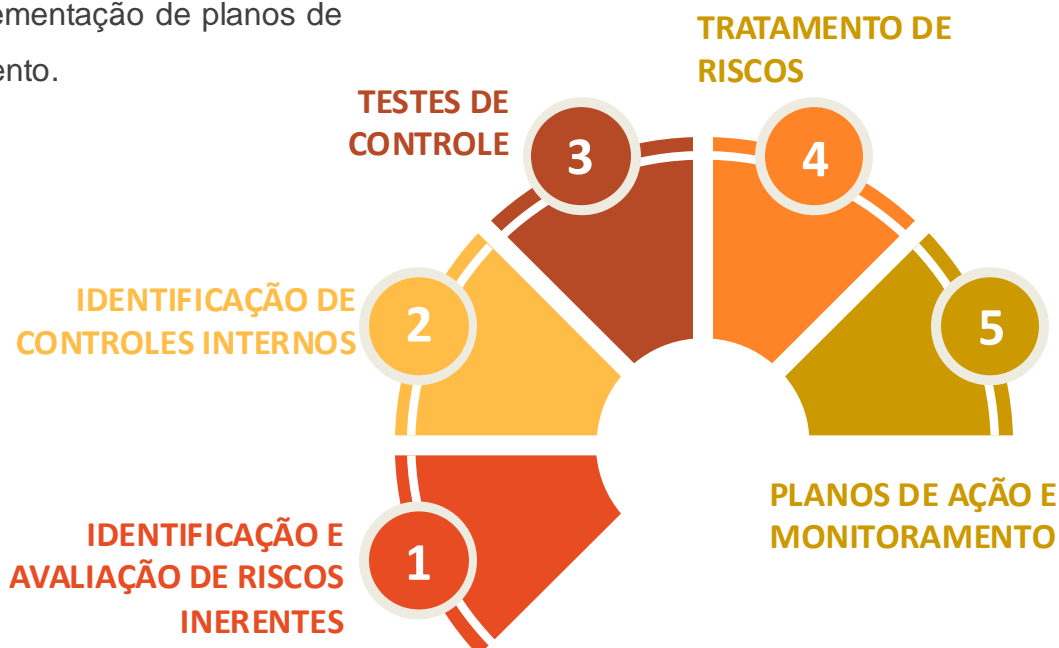 ementação de planos de
ento.
TRATAMENTO DE
RISCOS
TESTES DE
CONTROLE
3
4
IDENTIFICAÇÃO DE
CONTROLES INTERNOS
2
5
PLANOS DE AÇÃO E
MONITORAMENTO
IDENTIFICAÇÃO E
AVALIAÇÃO DE RISCOS
INERENTES
1